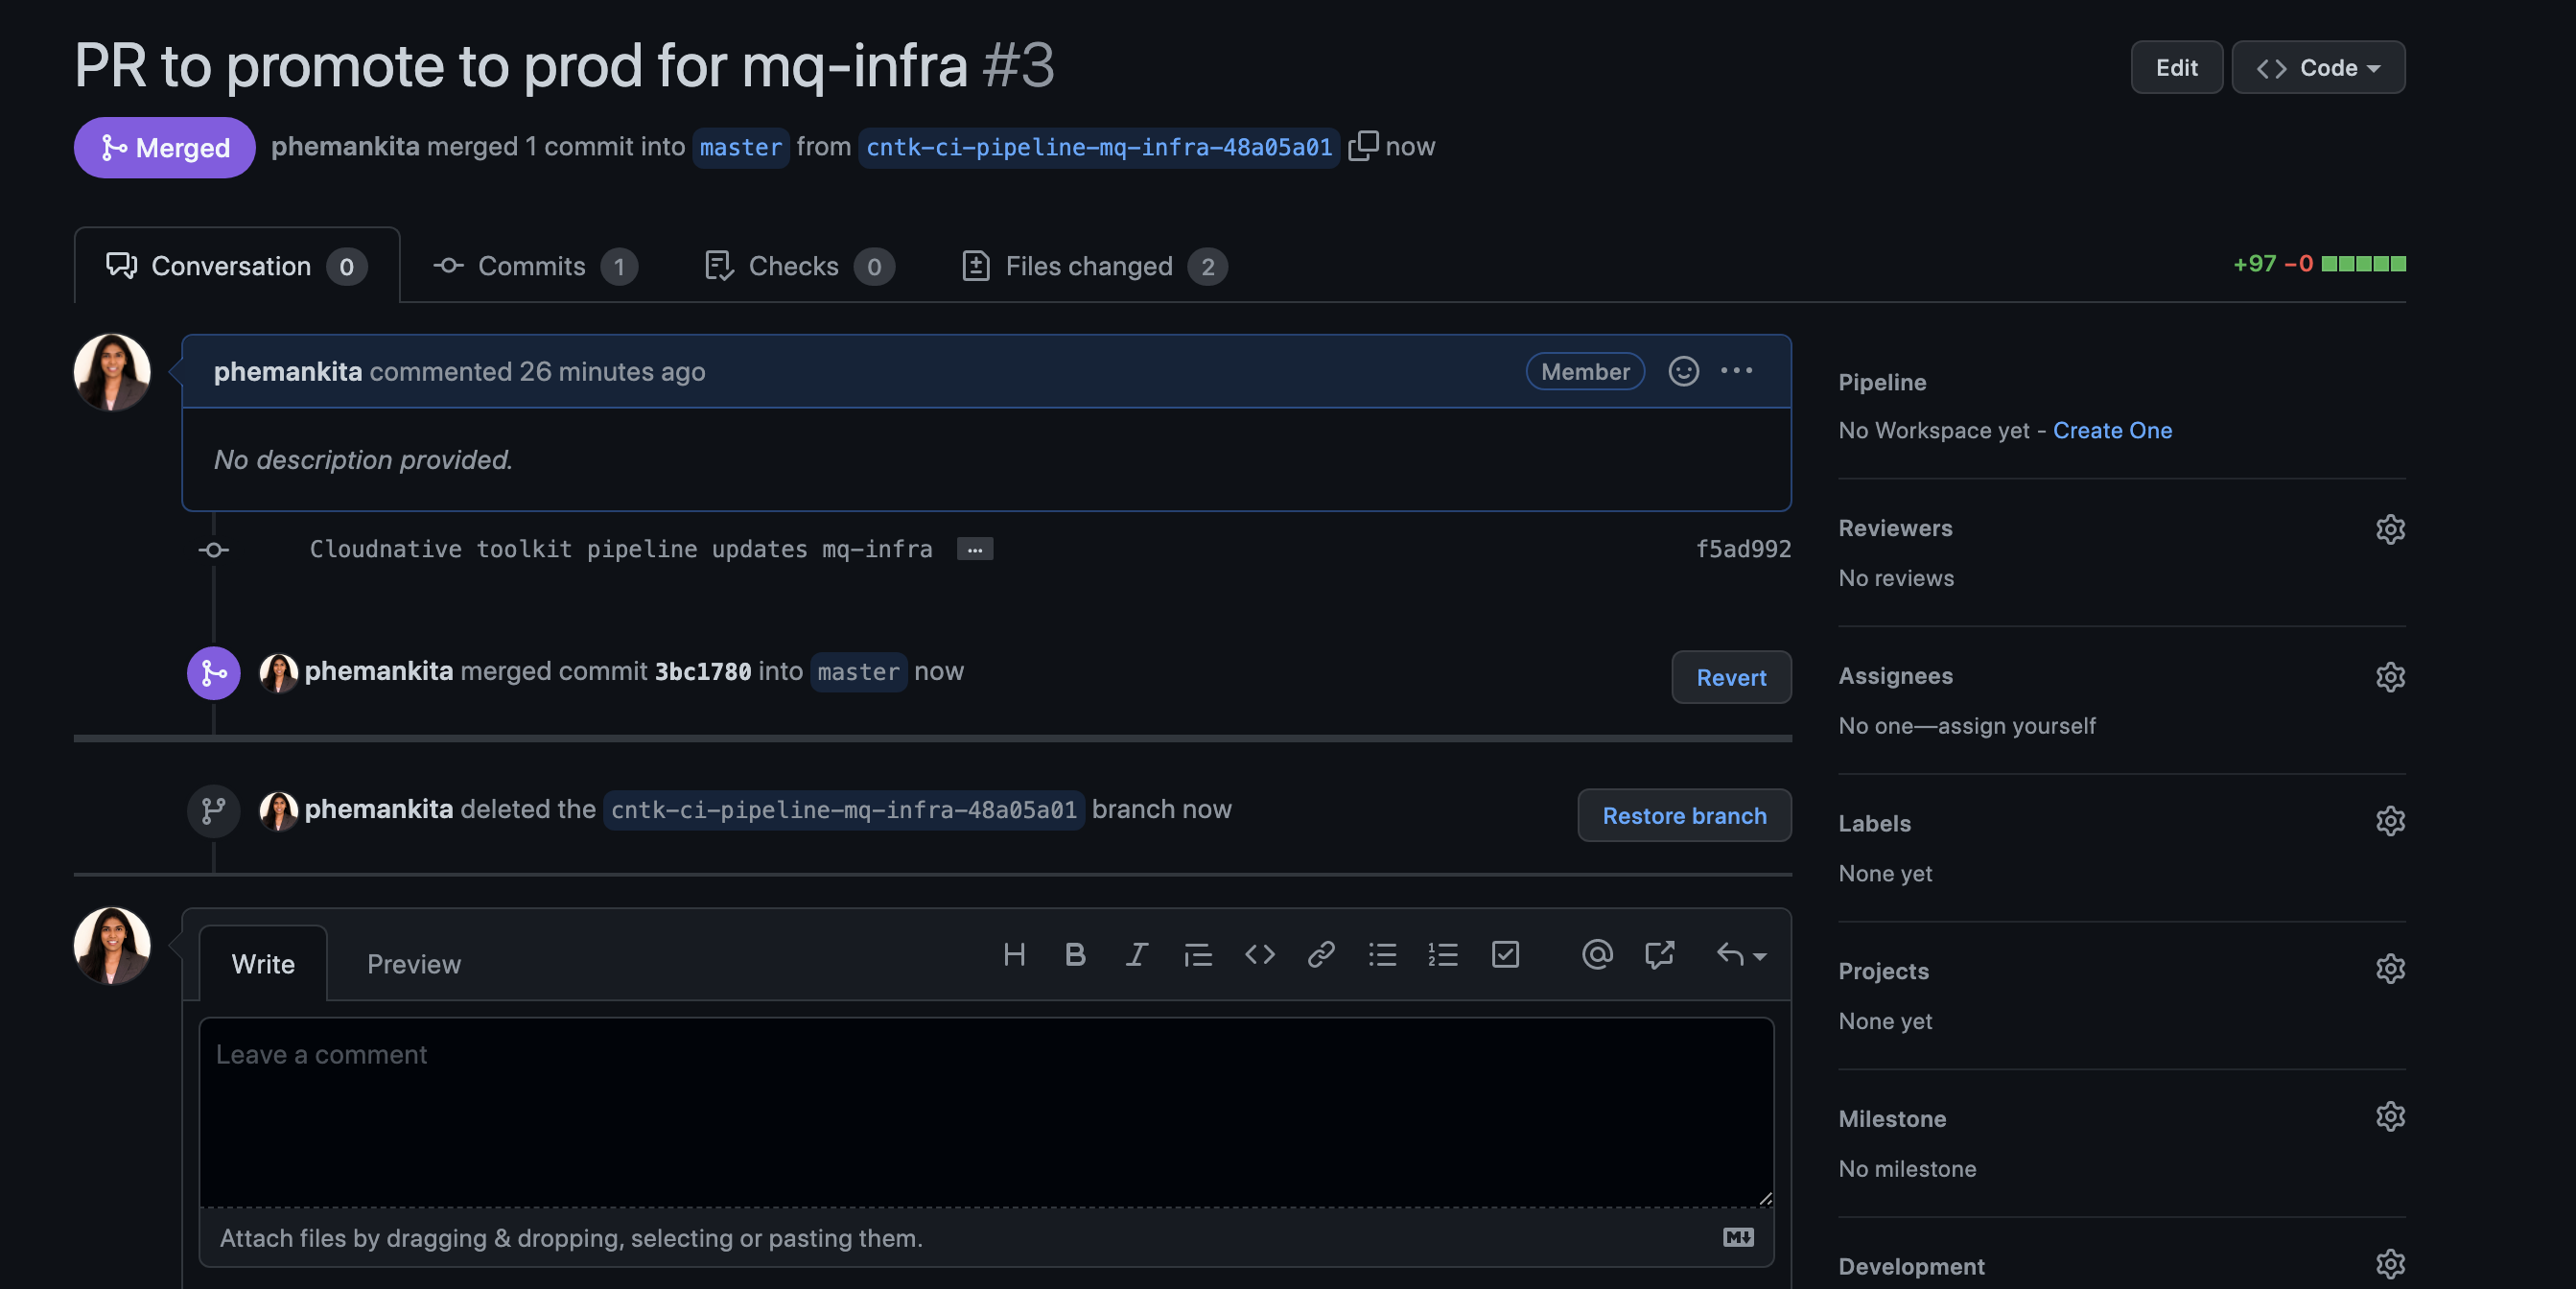 PR to promote to prod for mq-infra #3
Edit
Code
Merged
phemankita merged 1 commit into master from cntk-ci-pipeline-mq-infra-48a05a01 now
Conversation 0
Commits 1
Checks 0
Files changed 2
+97 −0
phemankita commented 26 minutes ago
Member
No description provided.
Cloudnative toolkit pipeline updates mq-infra ...
f5ad992
phemankita merged commit 3bc1780 into master now
Revert
phemankita deleted the cntk-ci-pipeline-mq-infra-48a05a01 branch now
Restore branch
Write
Preview
Leave a comment
Attach files by dragging & dropping, selecting or pasting them.
Pipeline
No Workspace yet - Create One
Reviewers
No reviews
Assignees
No one—assign yourself
Labels
None yet
Projects
None yet
Milestone
No milestone
Development